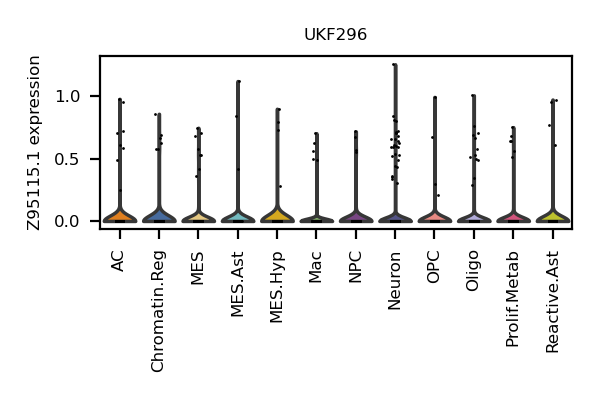 UKF296
Z95115.1 expression
1.0
0.5
0.0
AC
Chromatin.Reg
MES
MES.Ast
MES.Hyp
Mac
NPC
Neuron
OPC
Oligo
Prolif.Metab
Reactive.Ast